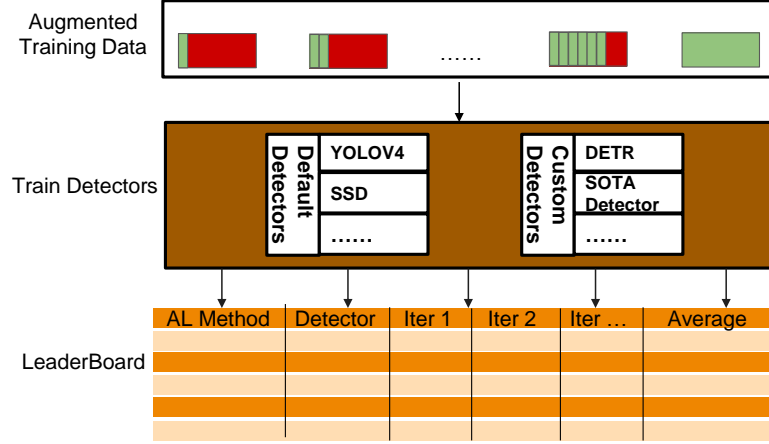 Augmented
Training Data
......
Train Detectors
Default
Detectors
YOLOV4
SSD
......
Custom
Detectors
DETR
SOTA
Detector
......
LeaderBoard
AL Method Detector Iter 1 Iter 2 Iter ... Average